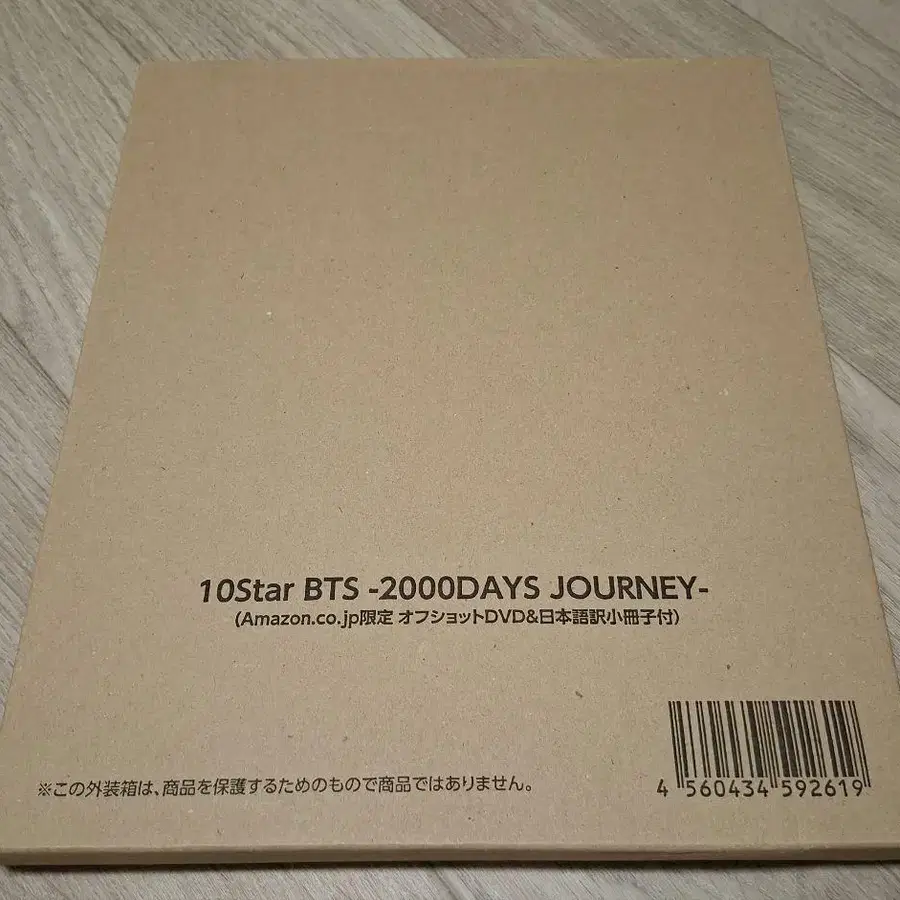 10Star BTS -2000DAYS JOURNEY-
(Amazon.co.jp限定 オフショットDVD&日本語訳小冊子付)
※この外装箱は、商品を保護するためのもので商品ではありません。
4 560434 592619